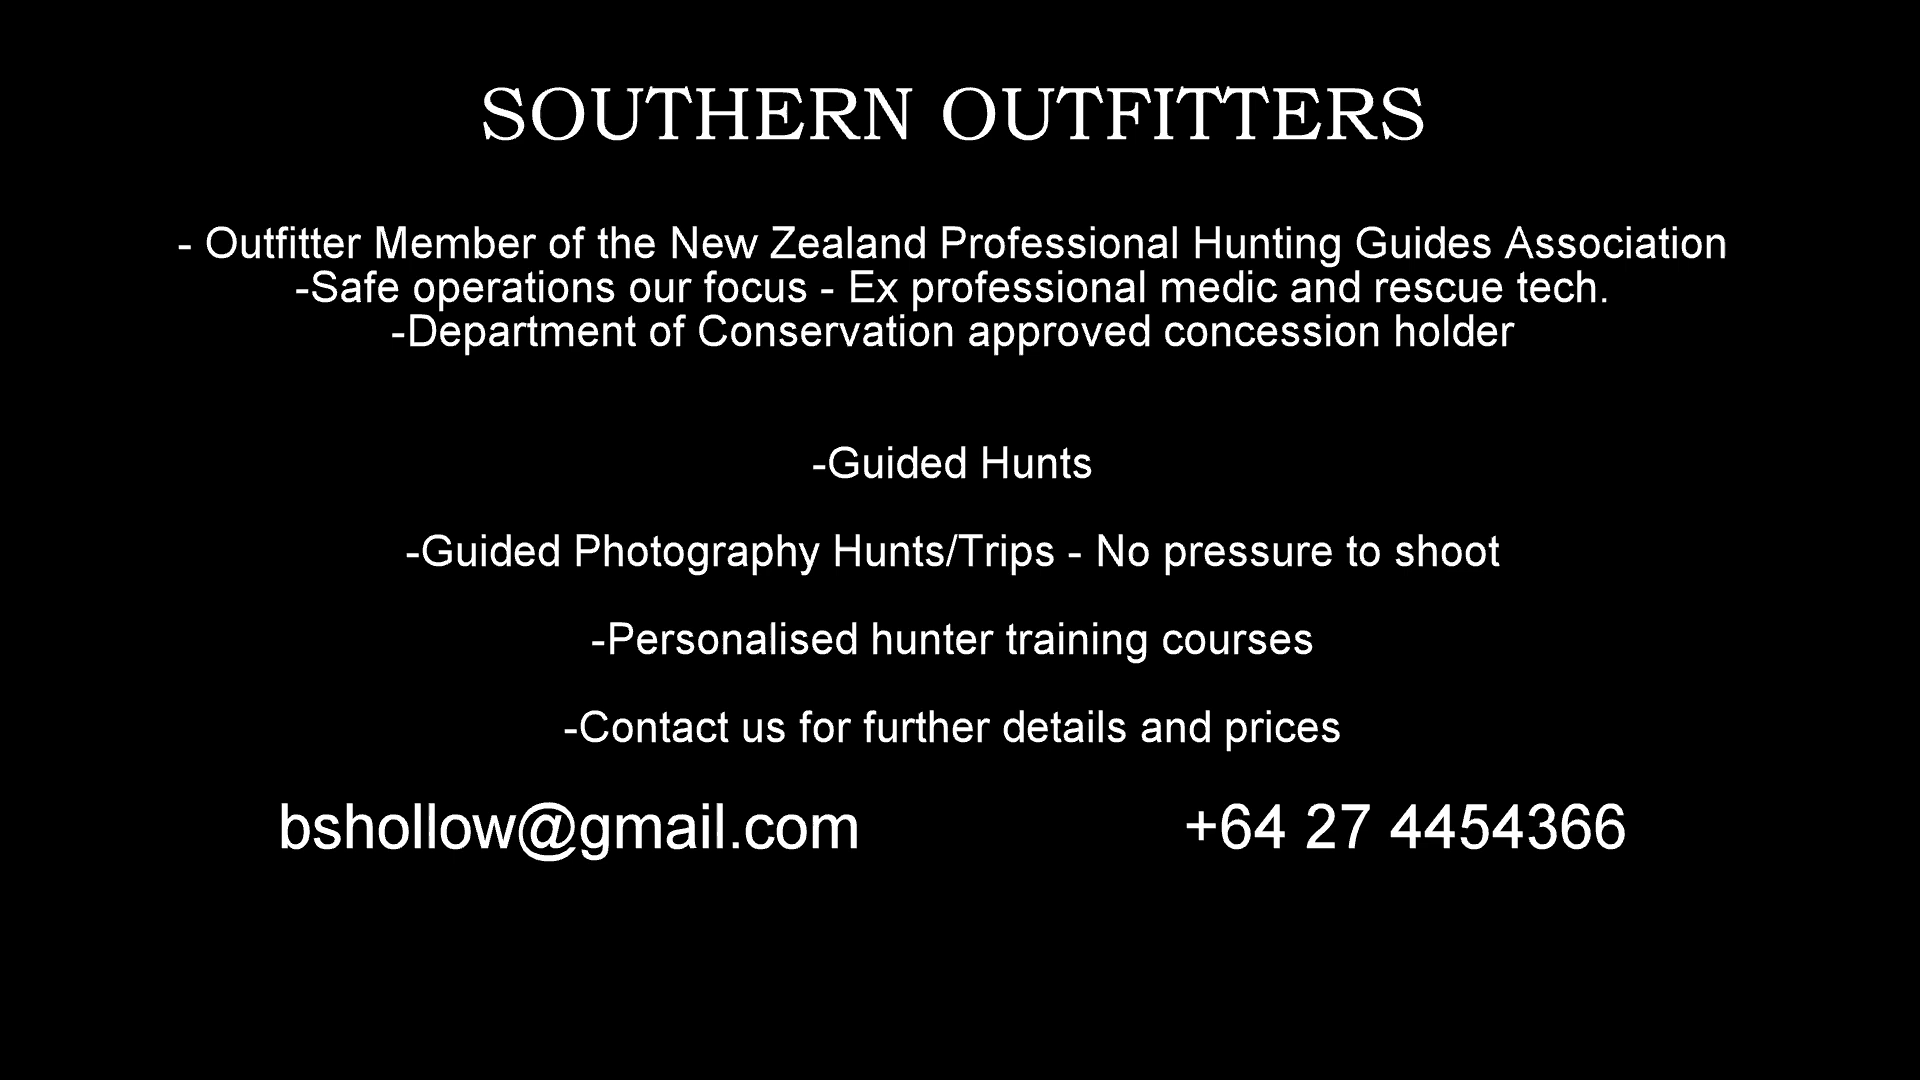 SOUTHERN OUTFITTERS
- Outfitter Member of the New Zealand Professional Hunting Guides Association
-Safe operations our focus - Ex professional medic and rescue tech.
-Department of Conservation approved concession holder
-Guided Hunts
-Guided Photography Hunts/Trips - No pressure to shoot
-Personalised hunter training courses
-Contact us for further details and prices
bshollow@gmail.com +64 27 4454366